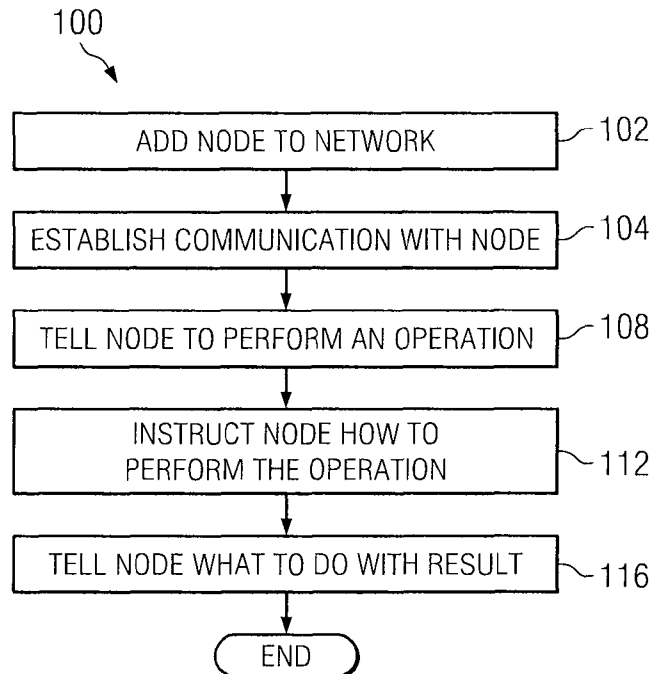 100
ADD NODE TO NETWORK
102
ESTABLISH COMMUNICATION WITH NODE
104
TELL NODE TO PERFORM AN OPERATION
108
INSTRUCT NODE HOW TO
PERFORM THE OPERATION
112
TELL NODE WHAT TO DO WITH RESULT
116
END